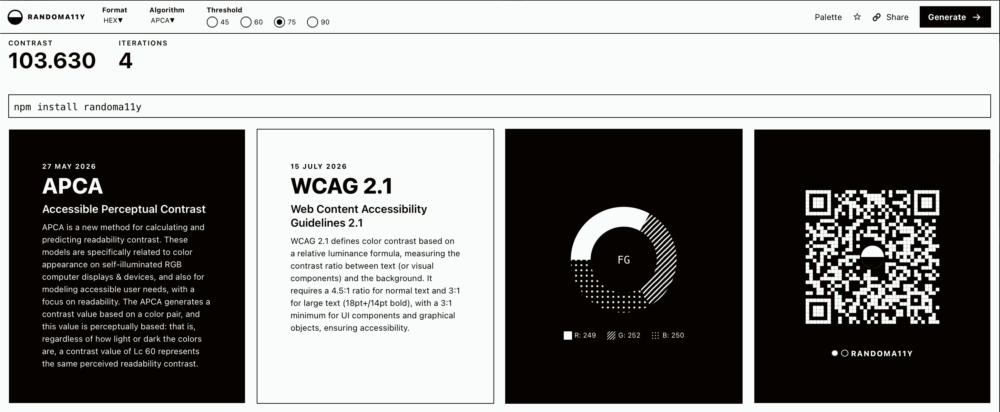 RANDOMA11Y
Format
HEX▼
Algorithm
APCA▼
Threshold
45 60 75 90
Palette ☆ Share
Generate →
CONTRAST
103.630
ITERATIONS
4
npm install randoma11y
27 MAY 2026
APCA
Accessible Perceptual Contrast
APCA is a new method for calculating and
predicting readability contrast. These
models are specifically related to color
appearance on self-illuminated RGB
computer displays & devices, and also for
modeling accessible user needs, with a
focus on readability. The APCA generates a
contrast value based on a color pair, and
this value is perceptually based: that is,
regardless of how light or dark the colors
are, a contrast value of Lc 60 represents
the same perceived readability contrast.
15 JULY 2026
WCAG 2.1
Web Content Accessibility
Guidelines 2.1
WCAG 2.1 defines color contrast based on
a relative luminance formula, measuring the
contrast ratio between text (or visual
components) and the background. It
requires a 4.5:1 ratio for normal text and 3:1
for large text (18pt+/14pt bold), with a 3:1
minimum for UI components and graphical
objects, ensuring accessibility.
FG
R: 249 G: 252 B: 250
RANDOMA11Y